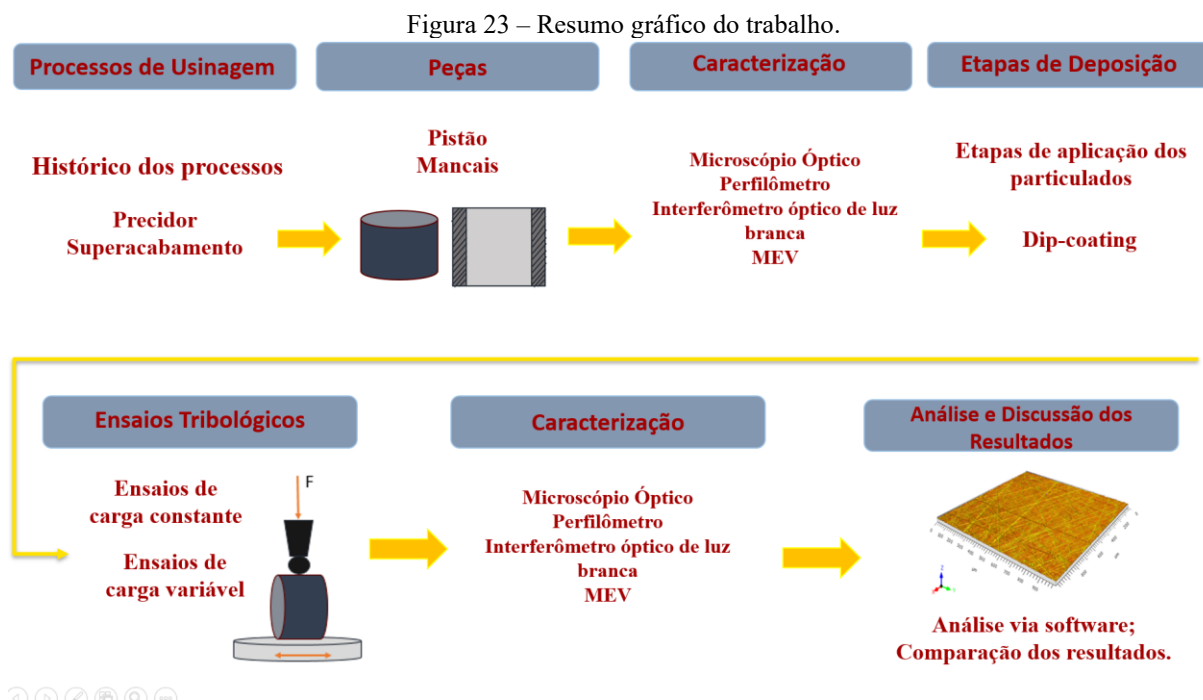 Figura 23 – Resumo gráfico do trabalho.
Processos de Usinagem
Peças
Caracterização
Etapas de Deposição
Histórico dos processos
Precidor
Superacabamento
Pistão
Mancais
Microscópio Óptico
Perfilômetro
Interferômetro óptico de luz
branca
MEV
Etapas de aplicação dos
particulados
Dip-coating
Ensaios Tribológicos
Caracterização
Análise e Discussão dos
Resultados
Ensaios de
carga constante
Ensaios de
carga variável
F
Microscópio Óptico
Perfilômetro
Interferômetro óptico de luz
branca
MEV
Análise via software;
Comparação dos resultados.